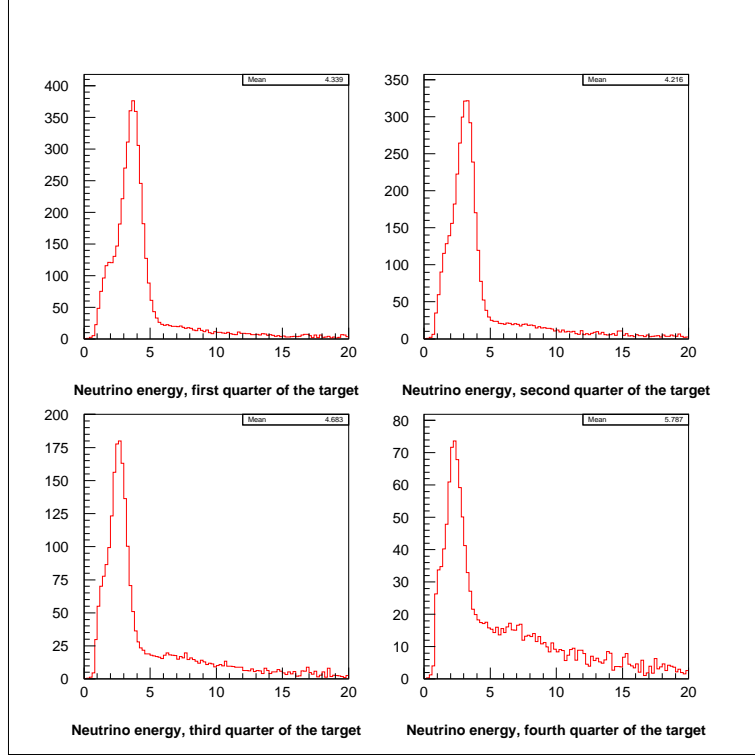 Mean 4.339
Mean 4.216
400
350
300
250
200
150
100
50
0
0 5 10 15 20
350
300
250
200
150
100
50
0
0 5 10 15 20
Neutrino energy, first quarter of the target
Neutrino energy, second quarter of the target
Mean 4.683
Mean 5.787
200
175
150
125
100
75
50
25
0
0 5 10 15 20
80
70
60
50
40
30
20
10
0
0 5 10 15 20
Neutrino energy, third quarter of the target
Neutrino energy, fourth quarter of the target